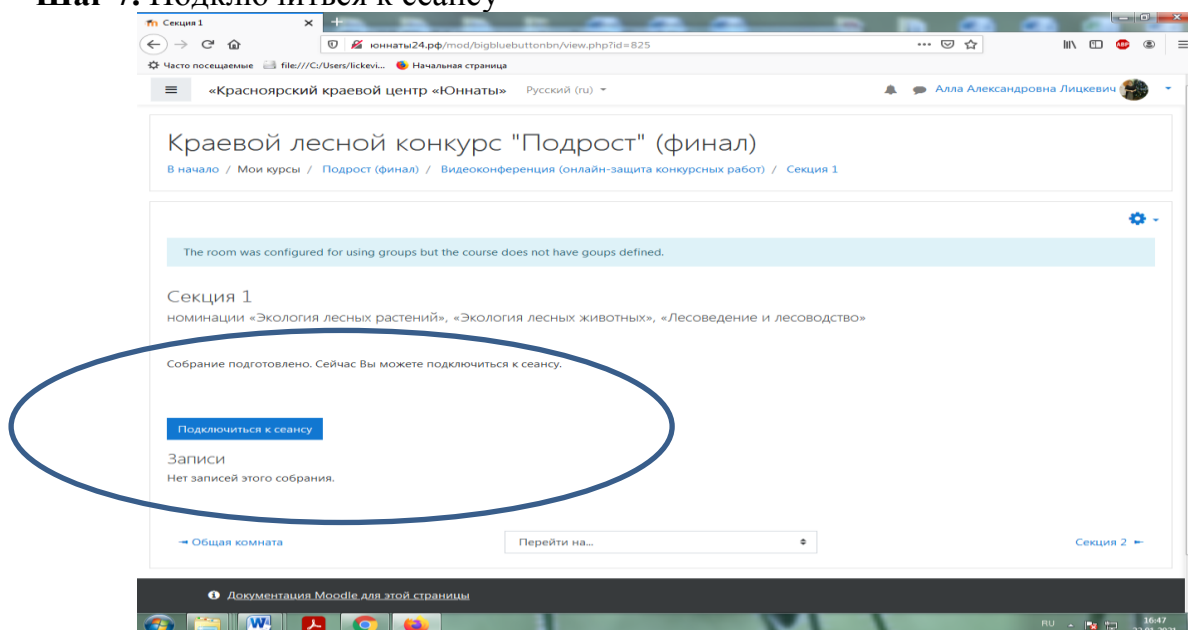 Шаг 7. Подключиться к сеансу
Секция 1
юннаты24.рф/mod/bigbluebuttonbn/view.php?id=825
Часто посещаемые file:///C:/Users/lickevi... Начальная страница
«Красноярский краевой центр «Юннаты» Русский (ru) Алла Александровна Лицкевич
Краевой лесной конкурс "Подрост" (финал)
В начало / Мои курсы / Подрост (финал) / Видеоконференция (онлайн-защита конкурсных работ) / Секция 1
The room was configured for using groups but the course does not have goups defined.
Секция 1
номинации «Экология лесных растений», «Экология лесных животных», «Лесоведение и лесоводство»
Собрание подготовлено. Сейчас Вы можете подключиться к сеансу.
Подключиться к сеансу
Записи
Нет записей этого собрания.
Общая комната Перейти на... Секция 2
Документация Moodle для этой страницы
RU 16:47